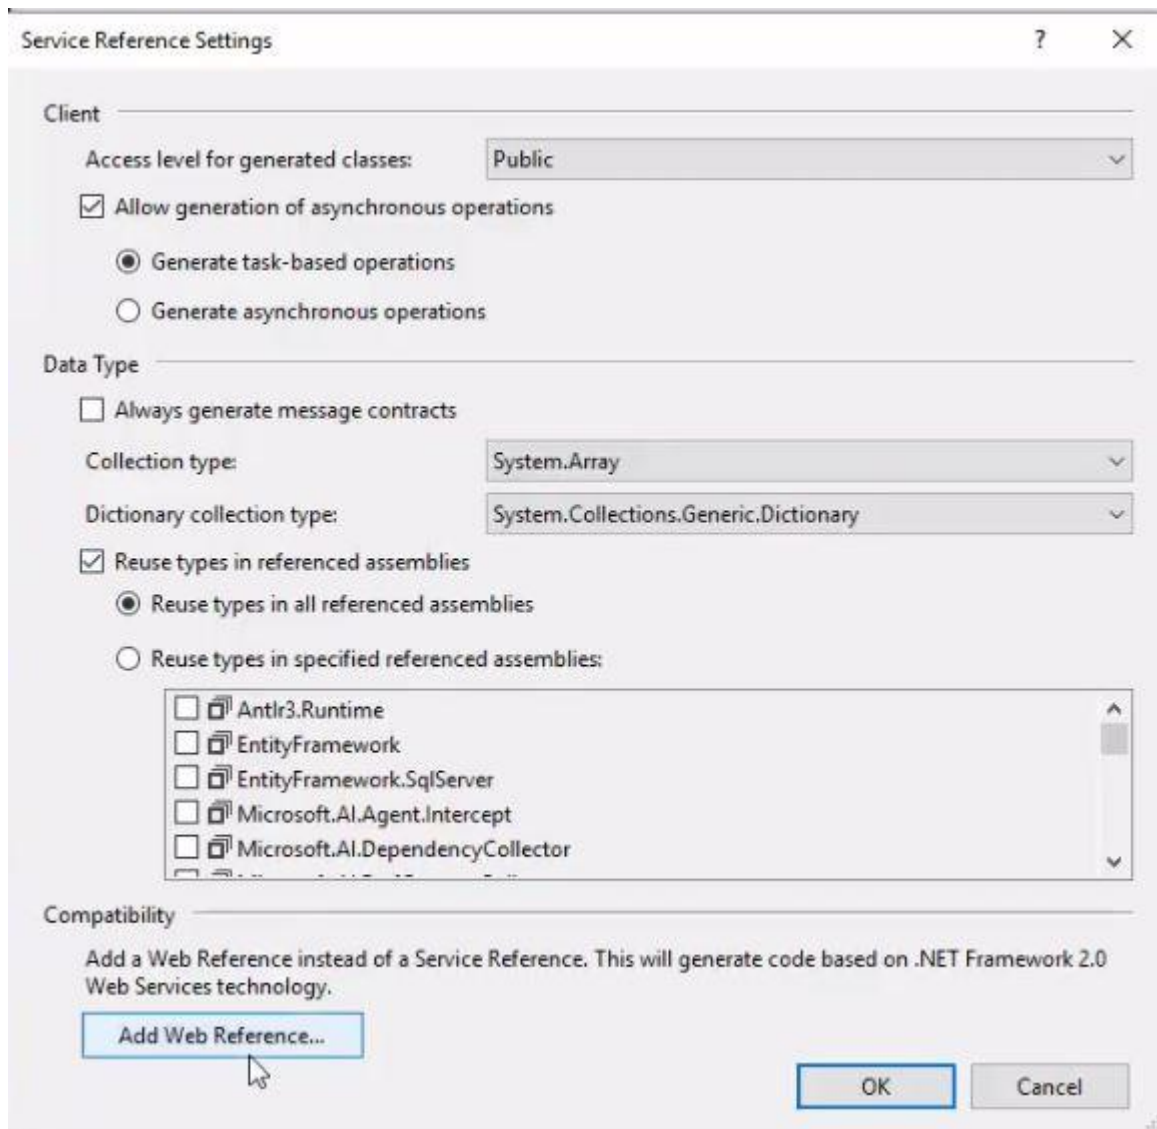 Service Reference Settings ?
Client
Access level for generated classes: Public
Allow generation of asynchronous operations
Generate task-based operations
Generate asynchronous operations
Data Type
Always generate message contracts
Collection type: System.Array
Dictionary collection type: System.Collections.Generic.Dictionary
Reuse types in referenced assemblies
Reuse types in all referenced assemblies
Reuse types in specified referenced assemblies:
Antlr3.Runtime
EntityFramework
EntityFramework.SqlServer
Microsoft.AI.Agent.Intercept
Microsoft.AI.DependencyCollector
Compatibility
Add a Web Reference instead of a Service Reference. This will generate code based on .NET Framework 2.0
Web Services technology.
Add Web Reference...
OK Cancel